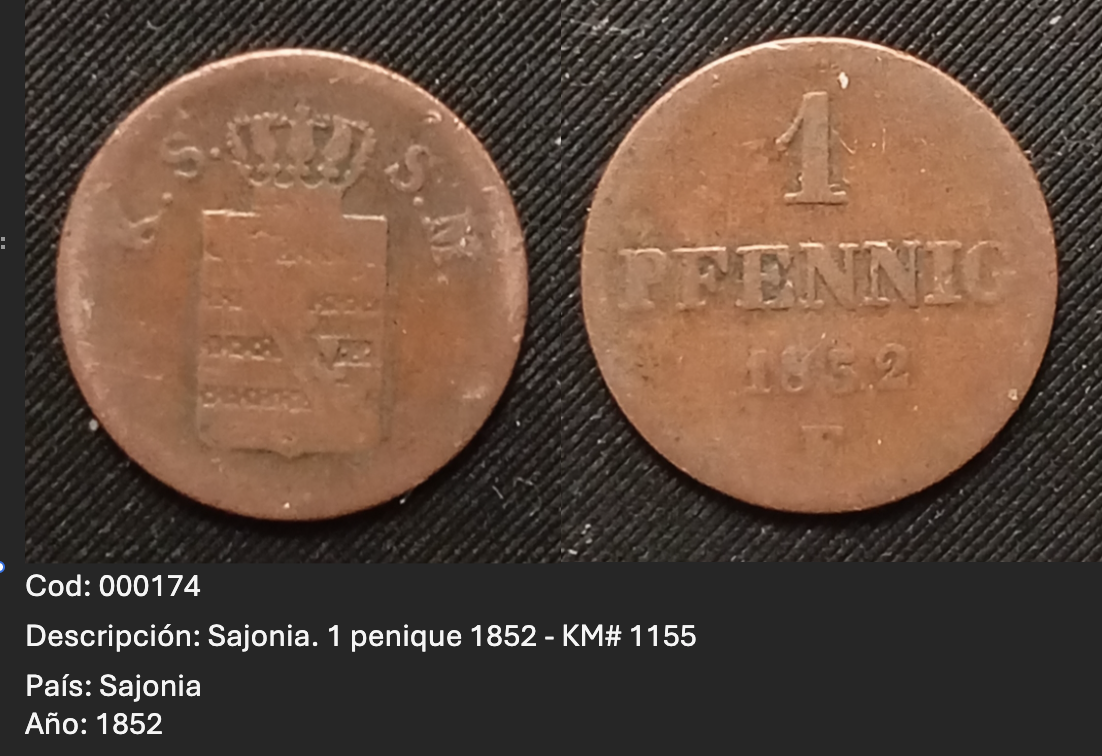 K. S. S. M.
1
PFENNIG
1852
F
Cod: 000174
Descripción: Sajonia. 1 penique 1852 - KM# 1155
País: Sajonia
Año: 1852